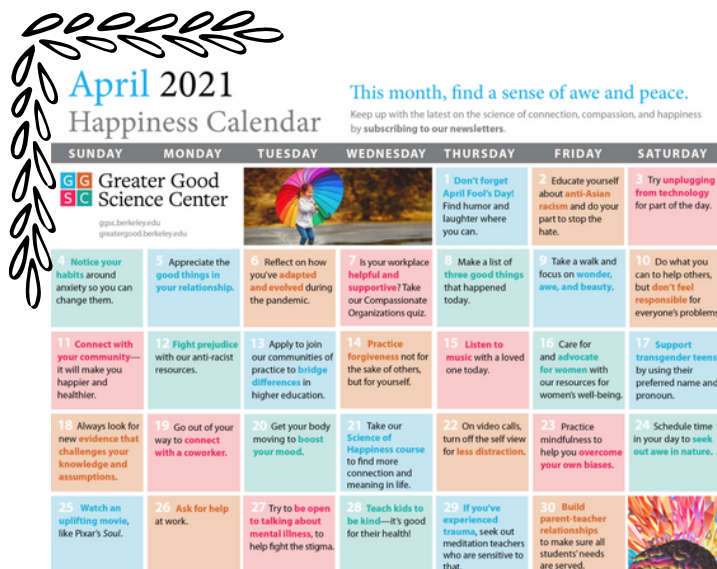 April 2021
Happiness Calendar
This month, find a sense of awe and peace.
Keep up with the latest on the science of connection, compassion, and happiness
by subscribing to our newsletters.
SUNDAY MONDAY TUESDAY WEDNESDAY THURSDAY FRIDAY SATURDAY
GG
SC
Greater Good
Science Center
ggsc.berkeley.edu
greatergood.berkeley.edu
1 Don't forget
April Fool's Day!
Find humor and
laughter where
you can.
2 Educate yourself
about anti-Asian
racism and do your
part to stop the
hate.
3 Try unplugging
from technology
for part of the day.
4 Notice your
habits around
anxiety so you can
change them.
5 Appreciate the
good things in
your relationship.
6 Reflect on how
you've adapted
and evolved during
the pandemic.
7 Is your workplace
helpful and
supportive? Take
our Compassionate
Organizations quiz.
8 Make a list of
three good things
that happened
today.
9 Take a walk and
focus on wonder,
awe, and beauty.
10 Do what you
can to help others,
but don't feel
responsible for
everyone's problems
11 Connect with
your community—
it will make you
happier and
healthier.
12 Fight prejudice
with our anti-racist
resources.
13 Apply to join
our communities of
practice to bridge
differences in
higher education.
14 Practice
forgiveness not for
the sake of others,
but for yourself.
15 Listen to
music with a loved
one today.
16 Care for
and advocate
for women with
our resources for
women's well-being.
17 Support
transgender teens
by using their
preferred name and
pronoun.
18 Always look for
new evidence that
challenges your
knowledge and
assumptions.
19 Go out of your
way to connect
with a coworker.
20 Get your body
moving to boost
your mood.
21 Take our
Science of
Happiness course
to find more
connection and
meaning in life.
22 On video calls,
turn off the self view
for less distraction.
23 Practice
mindfulness to
help you overcome
your own biases.
24 Schedule time
in your day to seek
out awe in nature.
25 Watch an
uplifting movie,
like Pixar's Soul.
26 Ask for help
at work.
27 Try to be open
to talking about
mental illness, to
help fight the stigma.
28 Teach kids to
be kind—it's good
for their health!
29 If you've
experienced
trauma, seek out
meditation teachers
who are sensitive to
that.
30 Build
parent-teacher
relationships
to make sure all
students' needs
are served.